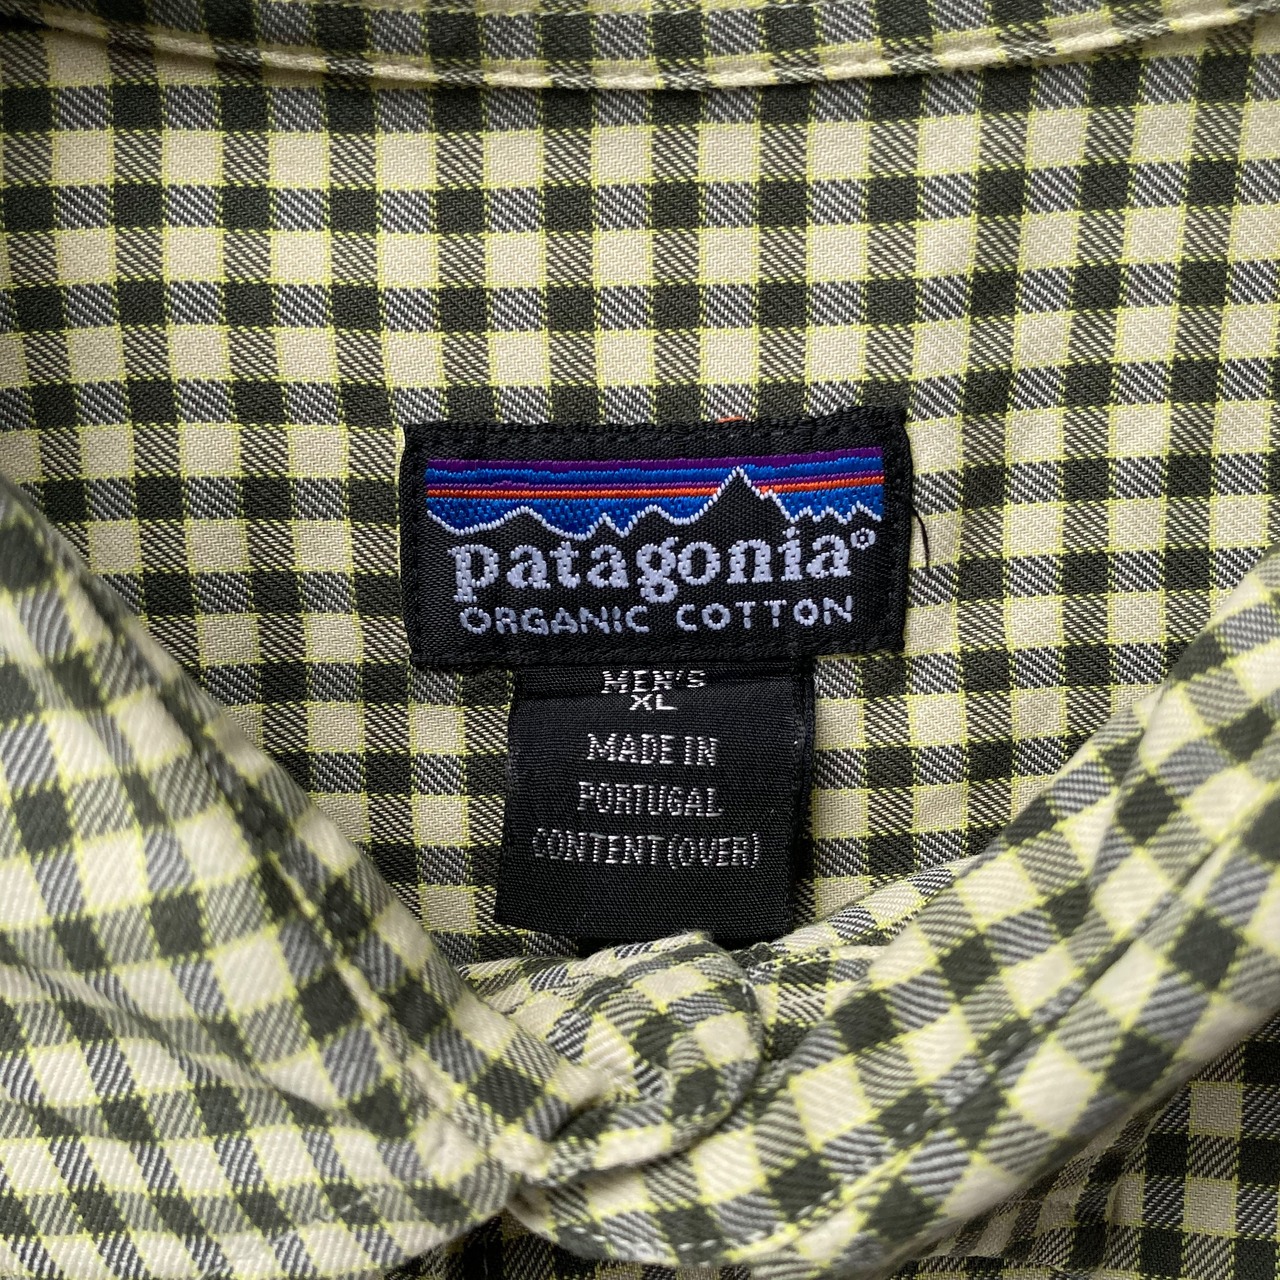 patagonia®
ORGANIC COTTON
MEN'S
XL
MADE IN
PORTUGAL
CONTENT(OVER)